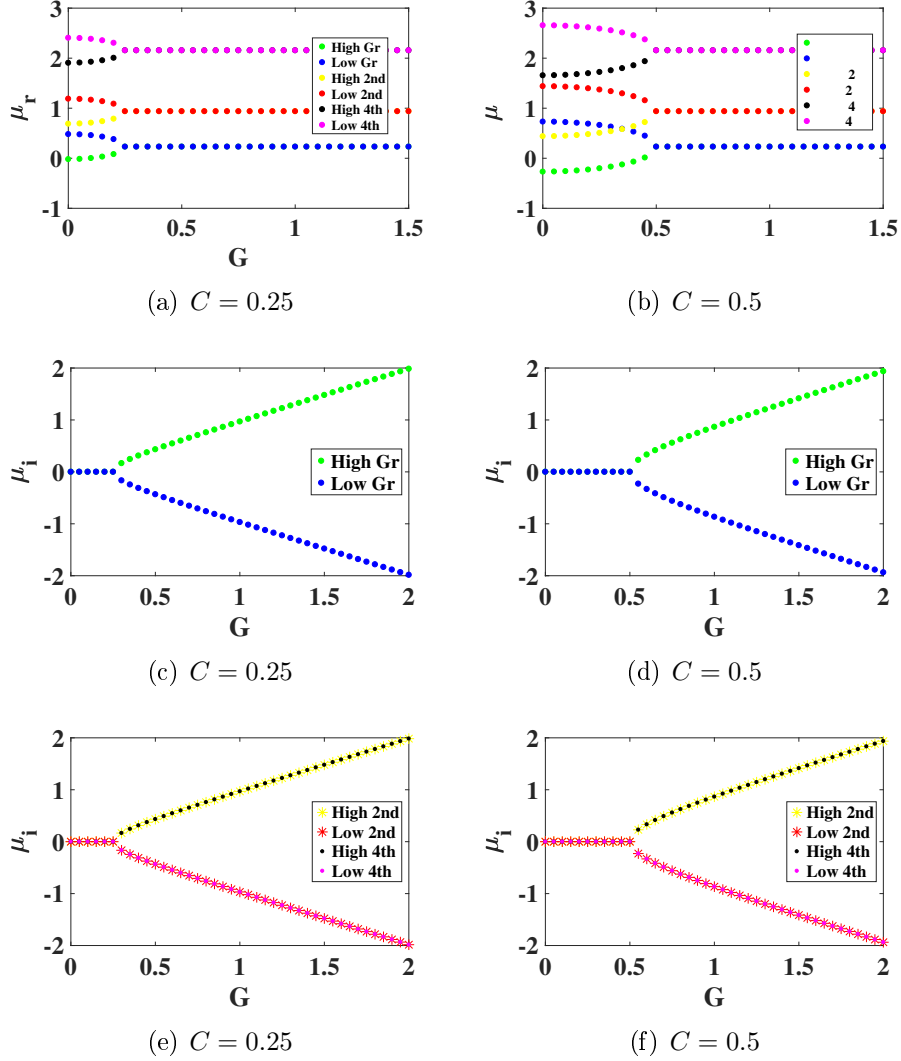 3
2
1
0
-1
μr
High Gr
Low Gr
High 2nd
Low 2nd
High 4th
Low 4th
0 0.5 1 1.5
G
(a) C = 0.25
3
2
1
0
-1
μ
2
2
4
4
0 0.5 1 1.5
(b) C = 0.5
2
1
0
-1
-2
μi
High Gr
Low Gr
0 0.5 1 1.5 2
G
(c) C = 0.25
2
1
0
-1
-2
μi
High Gr
Low Gr
0 0.5 1 1.5 2
G
(d) C = 0.5
2
1
0
-1
-2
μi
High 2nd
Low 2nd
High 4th
Low 4th
0 0.5 1 1.5 2
G
(e) C = 0.25
2
1
0
-1
-2
μi
High 2nd
Low 2nd
High 4th
Low 4th
0 0.5 1 1.5 2
G
(f) C = 0.5